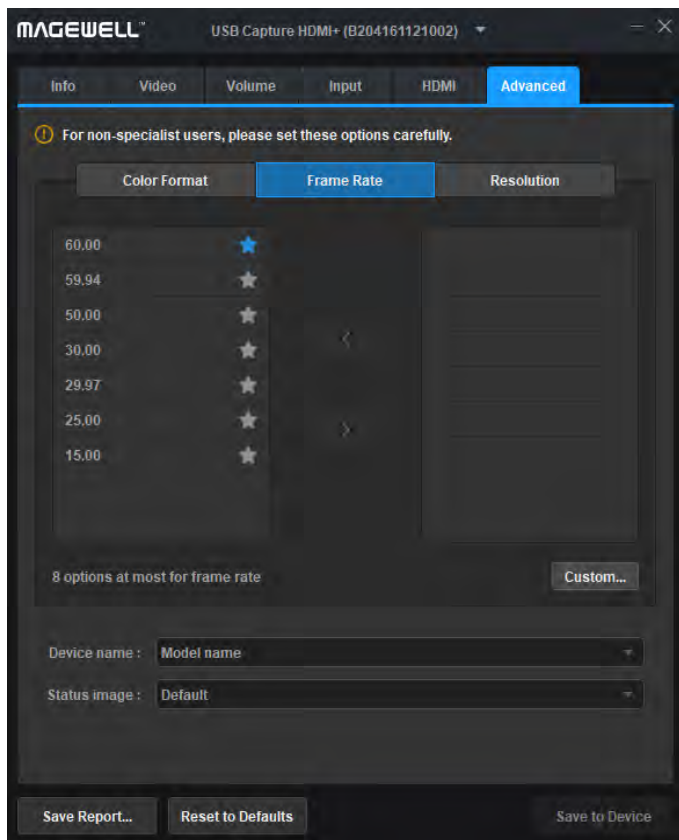 MAGEWELL™ USB Capture HDMI+ (B204161121002)
Info Video Volume Input HDMI Advanced
For non-specialist users, please set these options carefully.
Color Format Frame Rate Resolution
60.00
59.94
50.00
30.00
29.97
25.00
15.00
8 options at most for frame rate Custom...
Device name : Model name
Status image : Default
Save Report... Reset to Defaults Save to Device